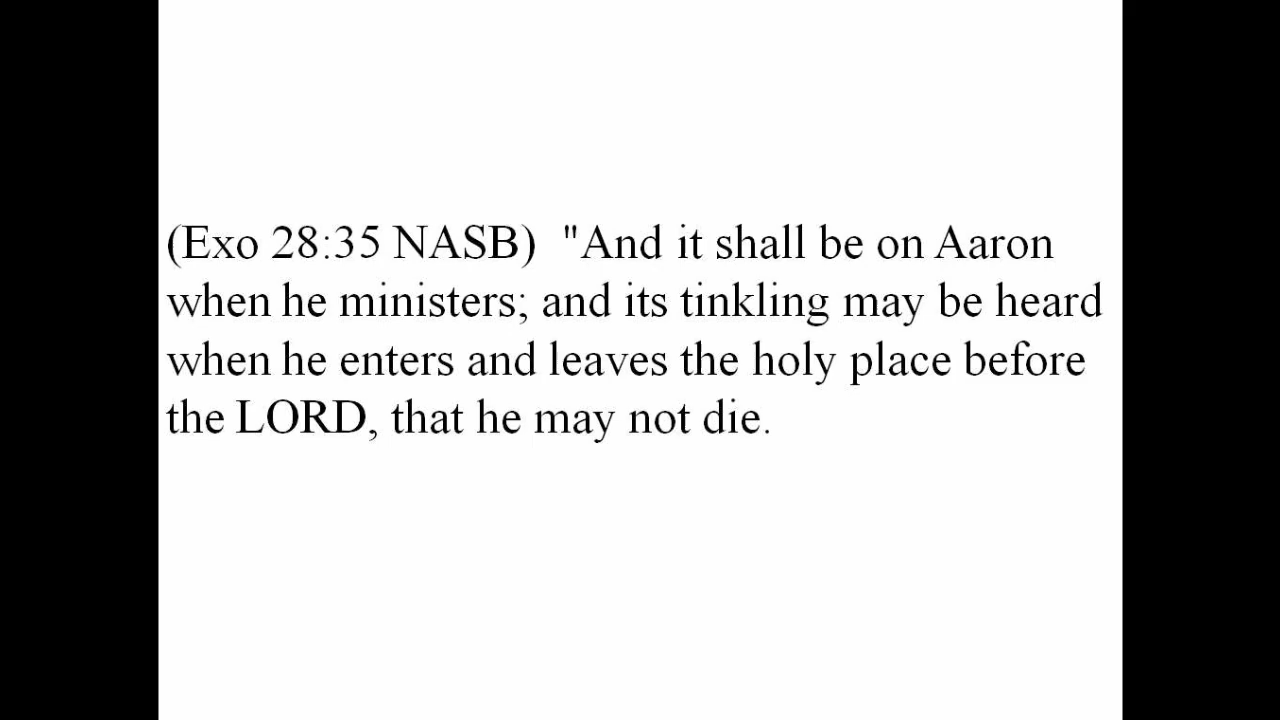 (Exo 28:35 NASB)  "And it shall be on Aaron
when he ministers; and its tinkling may be heard
when he enters and leaves the holy place before
the LORD, that he may not die.